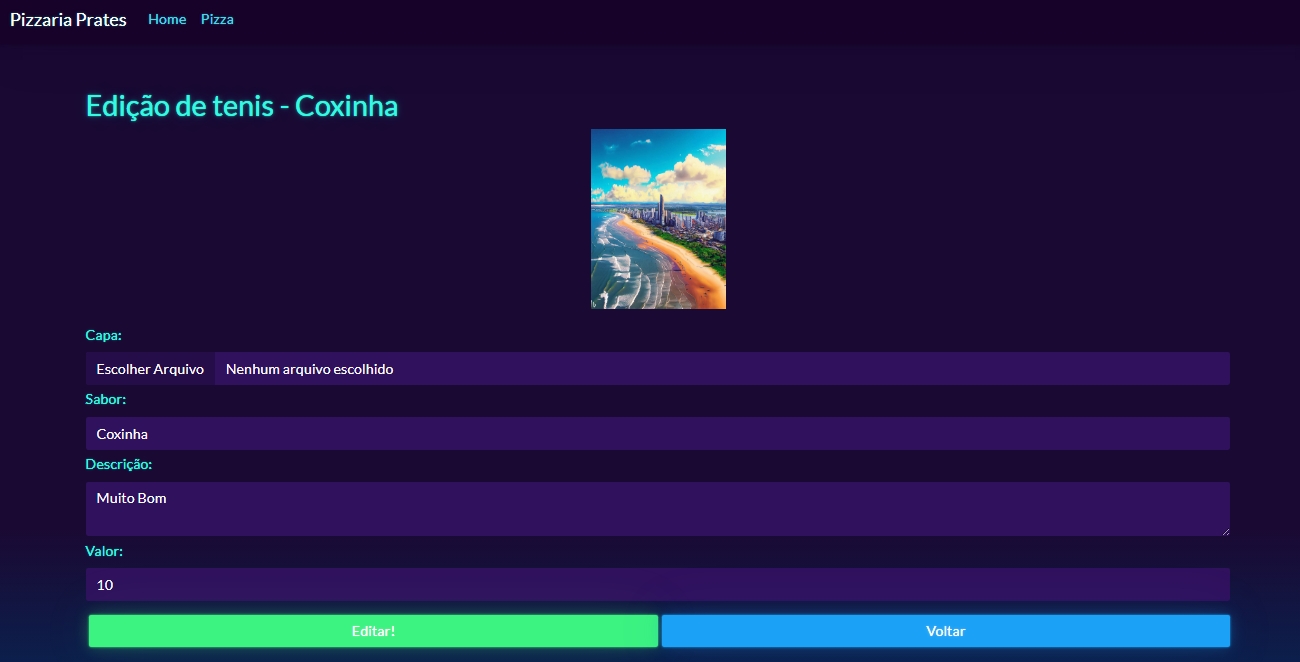 Pizzaria Prates Home Pizza
Edição de tenis - Coxinha
Capa:
Escolher Arquivo Nenhum arquivo escolhido
Sabor:
Coxinha
Descrição:
Muito Bom
Valor:
10
Editar! Voltar